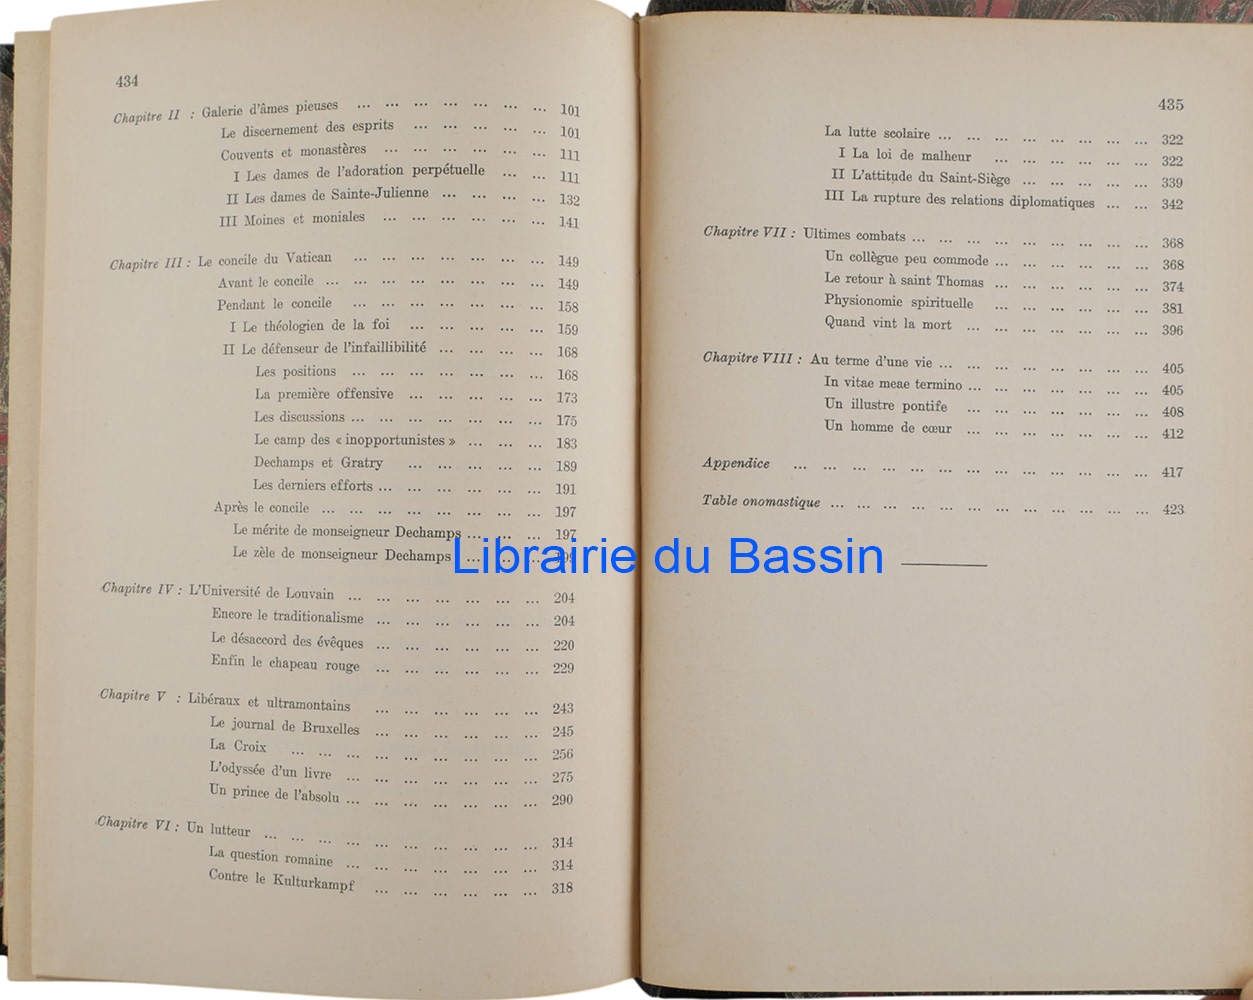 434
Chapitre II : Galerie d'âmes pieuses ... ... ... ... ... ... ... 101
Le discernement des esprits ... ... ... ... ... 101
Couvents et monastères ... ... ... ... ... ... 111
I Les dames de l'adoration perpétuelle ... ... 111
II Les dames de Sainte-Julienne ... ... ... ... 132
III Moines et moniales ... ... ... ... ... ... 141
Chapitre III : Le concile du Vatican ... ... ... ... ... ... ... 149
Avant le concile ... ... ... ... ... ... ... ... 149
Pendant le concile ... ... ... ... ... ... ... 158
I Le théologien de la foi ... ... ... ... ... 159
II Le défenseur de l'infaillibilité ... ... ... ... 168
Les positions ... ... ... ... ... ... ... 168
La première offensive ... ... ... ... ... 173
Les discussions ... ... ... ... ... ... ... 175
Le camp des « inopportunistes » ... ... ... 183
Dechamps et Gratry ... ... ... ... ... 189
Les derniers efforts ... ... ... ... ... ... 191
Après le concile ... ... ... ... ... ... ... ... 197
Le mérite de monseigneur Dechamps ... ... ... 197
Le zèle de monseigneur Dechamps ... ... ... 199
Chapitre IV : L'Université de Louvain ... ... ... ... ... ... ... 204
Encore le traditionalisme ... ... ... ... ... ... 204
Le désaccord des évêques ... ... ... ... ... ... 220
Enfin le chapeau rouge ... ... ... ... ... ... 229
Chapitre V : Libéraux et ultramontains ... ... ... ... ... ... 243
Le journal de Bruxelles ... ... ... ... ... ... 245
La Croix ... ... ... ... ... ... ... ... ... 256
L'odyssée d'un livre ... ... ... ... ... ... ... 275
Un prince de l'absolu ... ... ... ... ... ... ... 290
Chapitre VI : Un lutteur ... ... ... ... ... ... ... ... ... ... 314
La question romaine ... ... ... ... ... ... ... 314
Contre le Kulturkampf ... ... ... ... ... ... 318
435
La lutte scolaire ... ... ... ... ... ... ... ... 322
I La loi de malheur ... ... ... ... ... ... 322
II L'attitude du Saint-Siège ... ... ... ... ... 339
III La rupture des relations diplomatiques ... ... 342
Chapitre VII : Ultimes combats ... ... ... ... ... ... ... ... ... 368
Un collègue peu commode ... ... ... ... ... ... 368
Le retour à saint Thomas ... ... ... ... ... ... 374
Physionomie spirituelle ... ... ... ... ... ... 381
Quand vint la mort ... ... ... ... ... ... ... 396
Chapitre VIII : Au terme d'une vie ... ... ... ... ... ... ... ... 405
In vitae meae termino ... ... ... ... ... ... ... 405
Un illustre pontife ... ... ... ... ... ... ... 408
Un homme de cœur ... ... ... ... ... ... ... 412
Appendice ... ... ... ... ... ... ... ... ... ... ... ... ... 417
Table onomastique ... ... ... ... ... ... ... ... ... ... ... ... 423
Librairie du Bassin